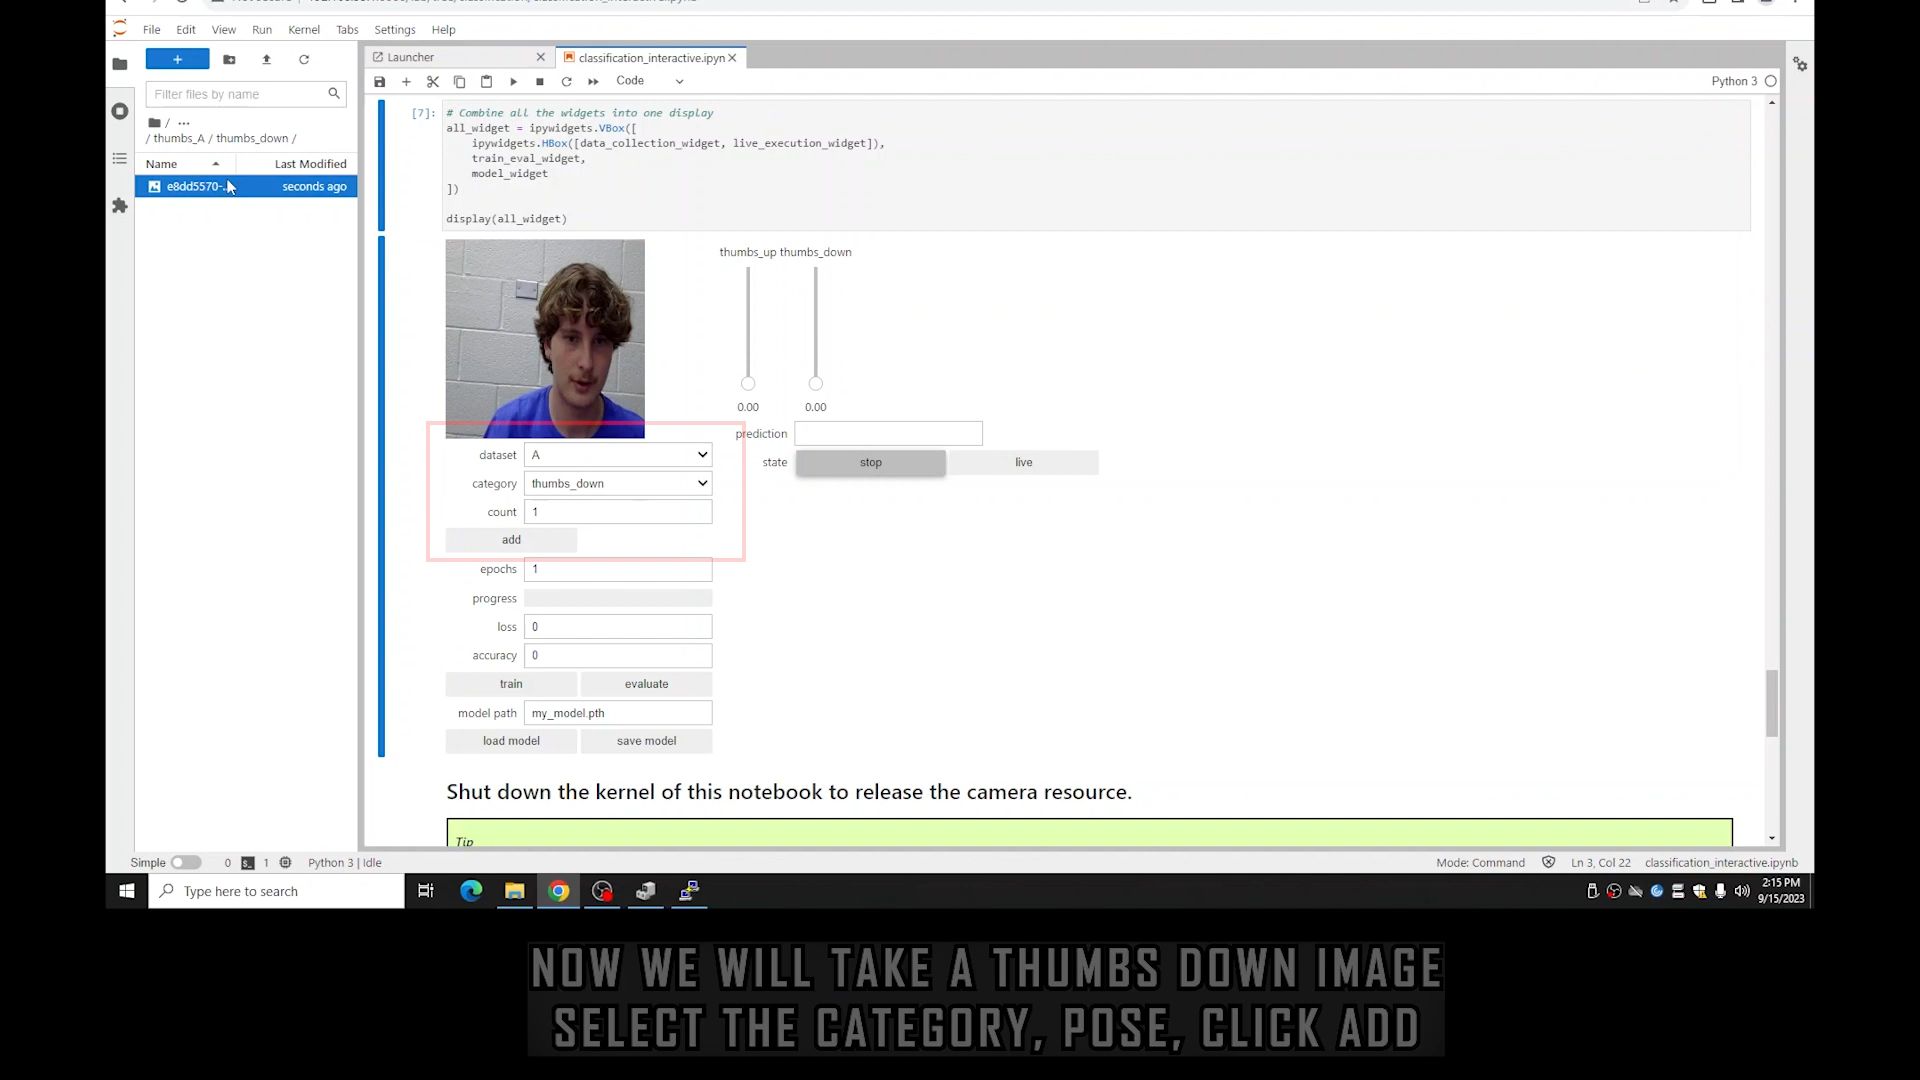 File Edit View Run Kernel Tabs Settings Help
Launcher
classification_interactive.ipyn
Filter files by name
Code
Python 3
/ ...
/ thumbs_A / thumbs_down /
Name
Last Modified
e8dd5570-...
seconds ago
[7]:
# Combine all the widgets into one display
all_widget = ipywidgets.VBox([
ipywidgets.HBox([data_collection_widget, live_execution_widget]),
train_eval_widget,
model_widget
])
display(all_widget)
thumbs_up thumbs_down
0.00 0.00
prediction
state stop live
dataset A
category thumbs_down
count 1
add
epochs 1
progress
loss 0
accuracy 0
train evaluate
model path my_model.pth
load model save model
Shut down the kernel of this notebook to release the camera resource.
Tip
Simple 0 1 Python 3 | Idle
Mode: Command Ln 3, Col 22 classification_interactive.ipynb
Type here to search
2:15 PM
9/15/2023
NOW WE WILL TAKE A THUMBS DOWN IMAGE
SELECT THE CATEGORY, POSE, CLICK ADD